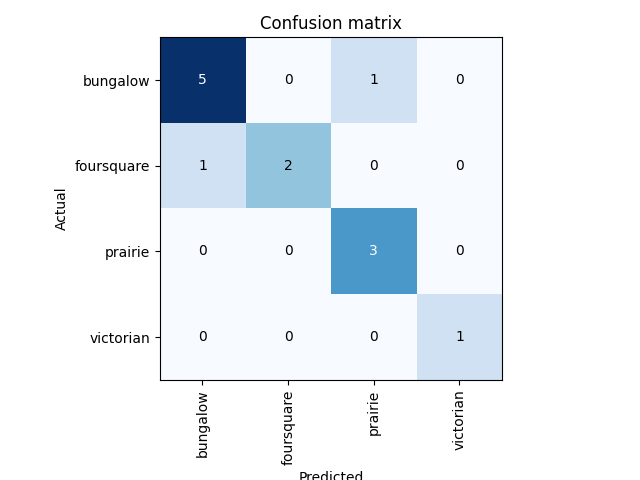 Confusion matrix
Actual
bungalow 5 0 1 0
foursquare 1 2 0 0
prairie 0 0 3 0
victorian 0 0 0 1
bungalow foursquare prairie victorian
Predicted